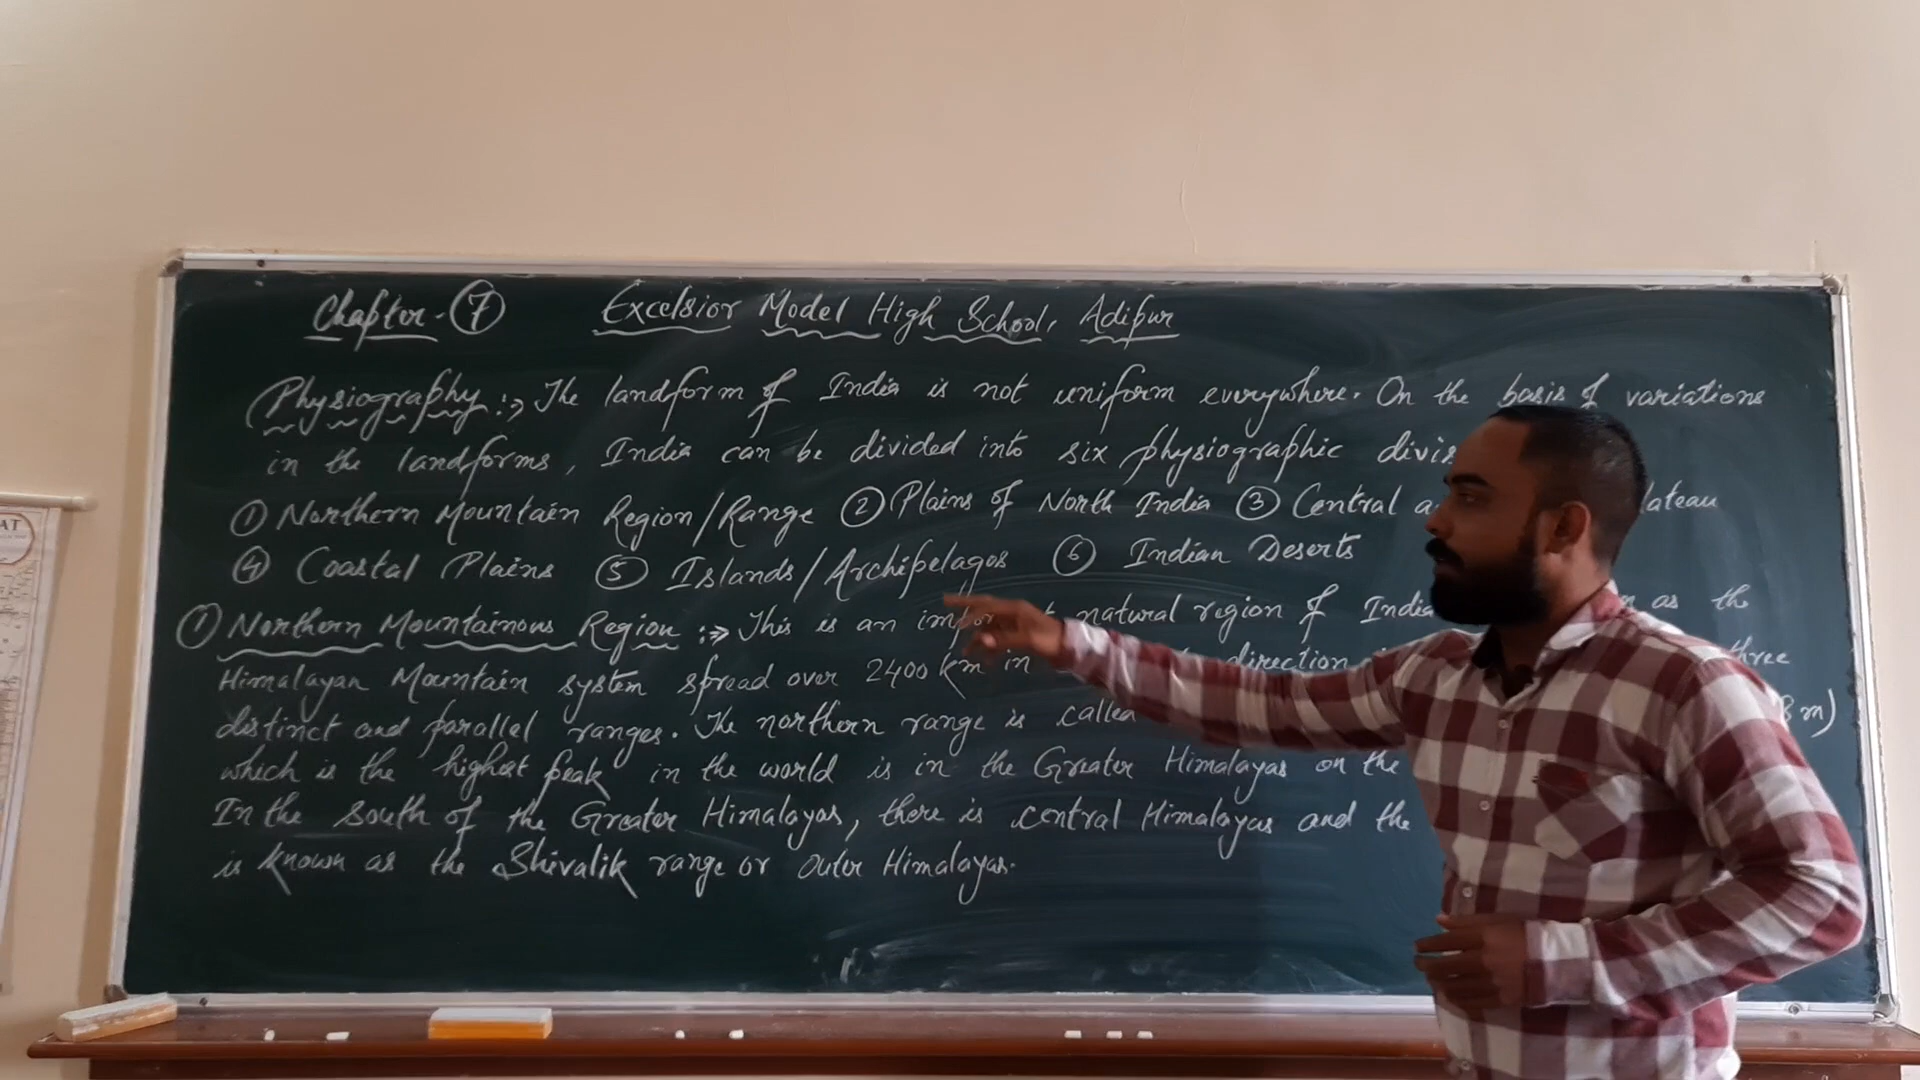 Chapter-7 Excelsior Model High School, Adipur
Physiography :⇒ The landform of India is not uniform everywhere. On the basis of variations
in the landforms, India can be divided into six physiographic
① Northern Mountain Region/Range ② Plains of North India ③ Central
④ Coastal Plains ⑤ Islands/Archipelagos ⑥ Indian Deserts
① Northern Mountainous Region :⇒ This is an natural region of India as the
Himalayan Mountain system spread over 2400 km in direction three
distinct and parallel ranges. The northern range is called m)
which is the highest peak in the world is in the Greater Himalayas on the
In the south of the Greater Himalayas, there is central Himalayas and the
is known as the Shivalik range or outer Himalayas.
AT